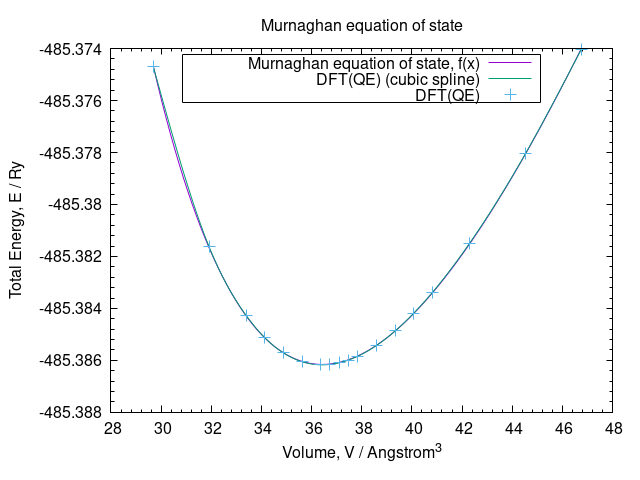 Murnaghan equation of state
Total Energy, E / Ry
-485.374
-485.376
-485.378
-485.38
-485.382
-485.384
-485.386
-485.388
Murnaghan equation of state, f(x)
DFT(QE) (cubic spline)
DFT(QE)
28 30 32 34 36 38 40 42 44 46 48
Volume, V / Angstrom³